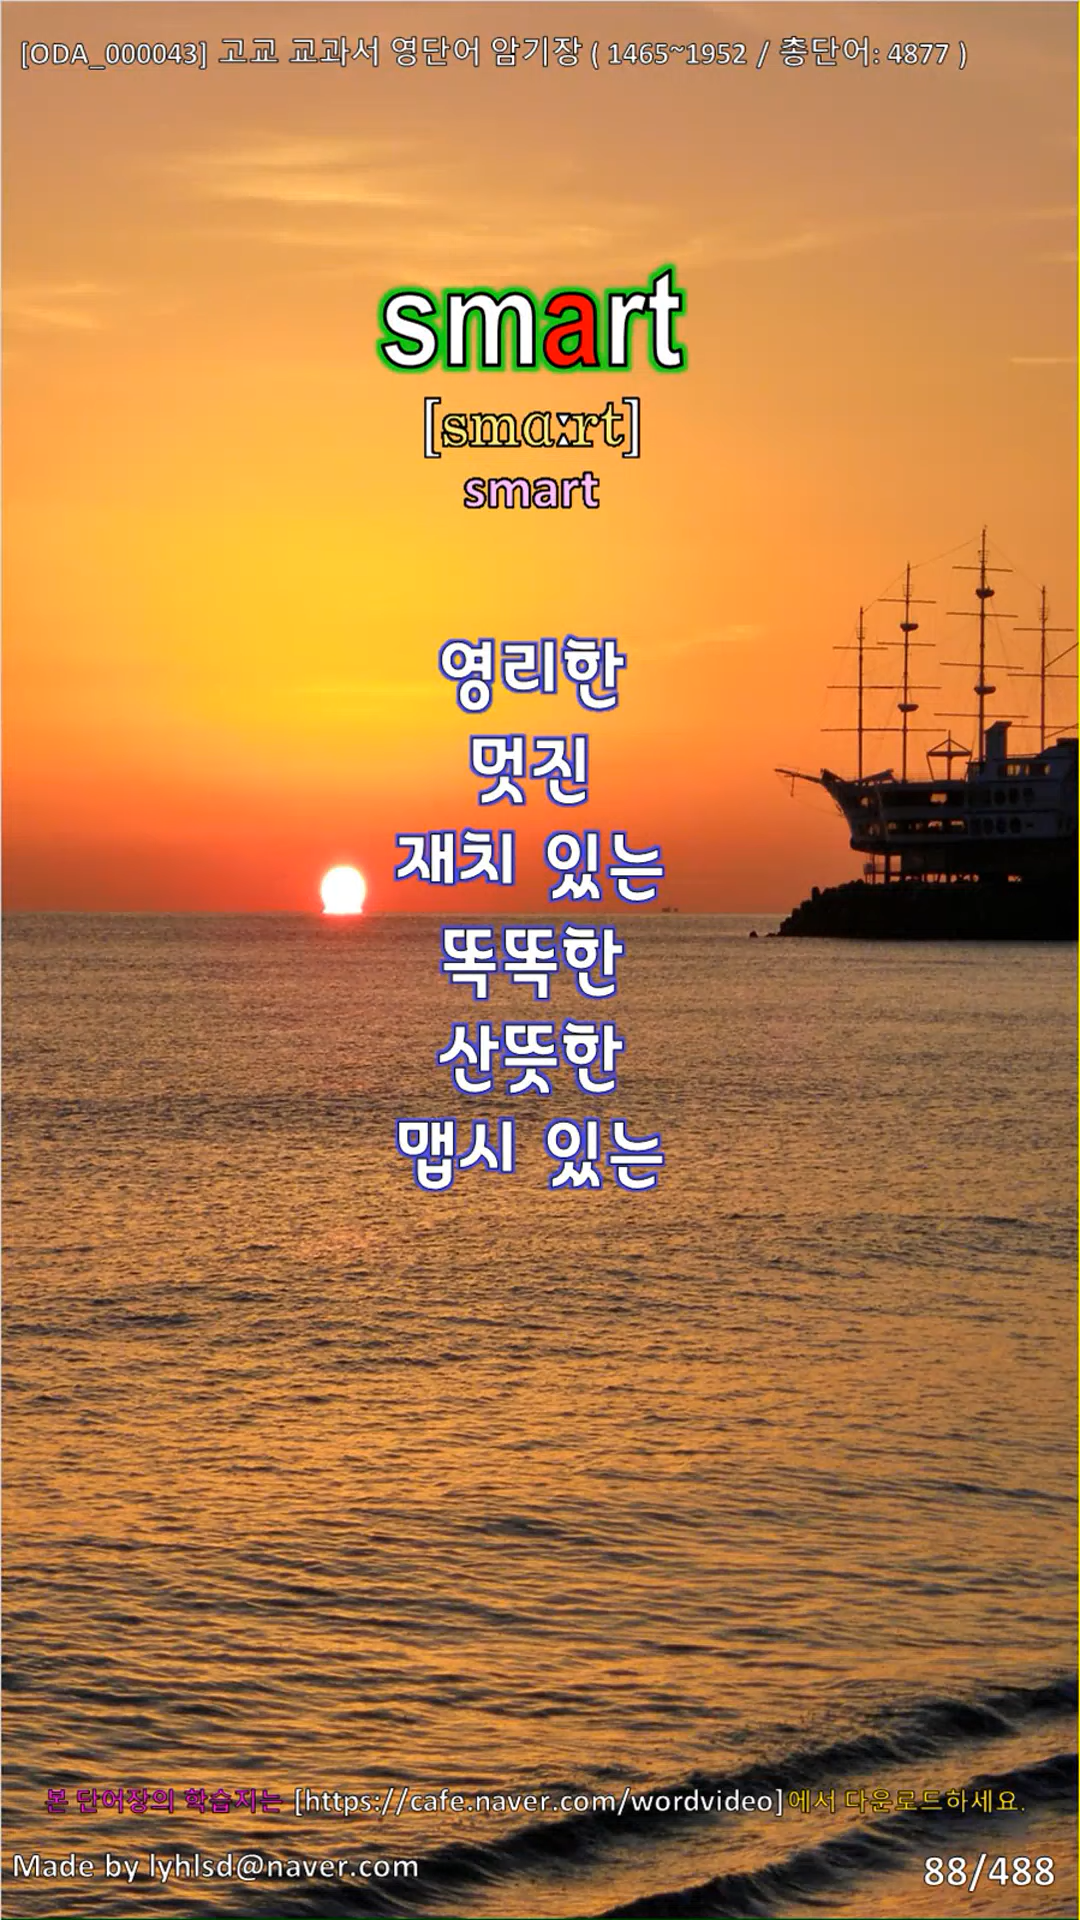 [ODA_000043] 고교 교과서 영단어 암기장 ( 1465~1952 / 총단어: 4877 )
smart
[smɑːrt]
smart
영리한
멋진
재치 있는
똑똑한
산뜻한
맵시 있는
본 단어장의 학습지는 [https://cafe.naver.com/wordvideo]에서 다운로드하세요.
Made by lyhlsd@naver.com
88/488